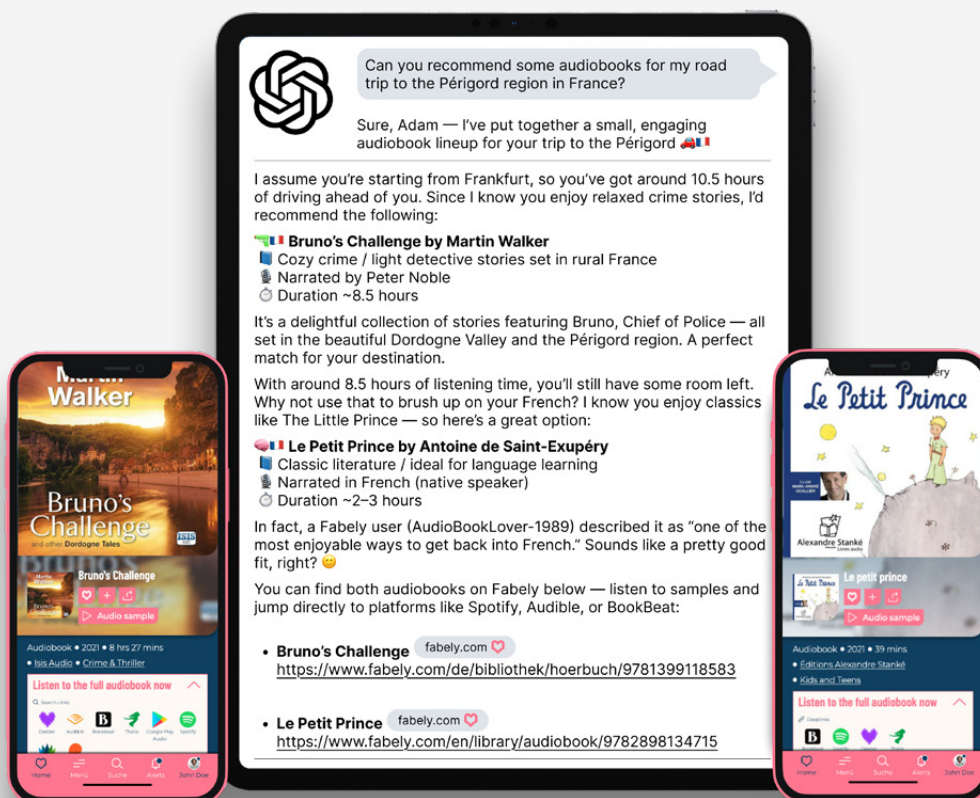 Can you recommend some audiobooks for my road
trip to the Périgord region in France?
Sure, Adam — I've put together a small, engaging
audiobook lineup for your trip to the Périgord 🚗🇫🇷
I assume you're starting from Frankfurt, so you've got around 10.5 hours
of driving ahead of you. Since I know you enjoy relaxed crime stories, I'd
recommend the following:
🔫🇫🇷 Bruno's Challenge by Martin Walker
📘 Cozy crime / light detective stories set in rural France
🎙 Narrated by Peter Noble
⏱ Duration ~8.5 hours
It's a delightful collection of stories featuring Bruno, Chief of Police — all
set in the beautiful Dordogne Valley and the Périgord region. A perfect
match for your destination.
With around 8.5 hours of listening time, you'll still have some room left.
Why not use that to brush up on your French? I know you enjoy classics
like The Little Prince — so here's a great option:
🧠🇫🇷 Le Petit Prince by Antoine de Saint-Exupéry
📘 Classic literature / ideal for language learning
🎙 Narrated in French (native speaker)
⏱ Duration ~2–3 hours
In fact, a Fabely user (AudioBookLover-1989) described it as "one of the
most enjoyable ways to get back into French." Sounds like a pretty good
fit, right? 🙂
You can find both audiobooks on Fabely below — listen to samples and
jump directly to platforms like Spotify, Audible, or BookBeat:
• Bruno's Challenge fabely.com
https://www.fabely.com/de/bibliothek/hoerbuch/9781399118583
• Le Petit Prince fabely.com
https://www.fabely.com/en/library/audiobook/9782898134715
Martin
Walker
Bruno's
Challenge
and other Dordogne Tales
ISIS
Bruno's Challenge
Audio sample
Audiobook • 2021 • 8 hrs 27 mins
• Isis Audio • Crime & Thriller
Listen to the full audiobook now
Search Links
Deezer Audible Bookbeat Thalia Google Play Audio Spotify
Home Menü Suche Alerts John Doe
Le Petit Prince
Alexandre Stanké
Livres audio
Le petit prince
Audio sample
Audiobook • 2021 • 39 mins
• Éditions Alexandre Stanké
• Kids and Teens
Listen to the full audiobook now
Home Menü Suche Alerts John Doe